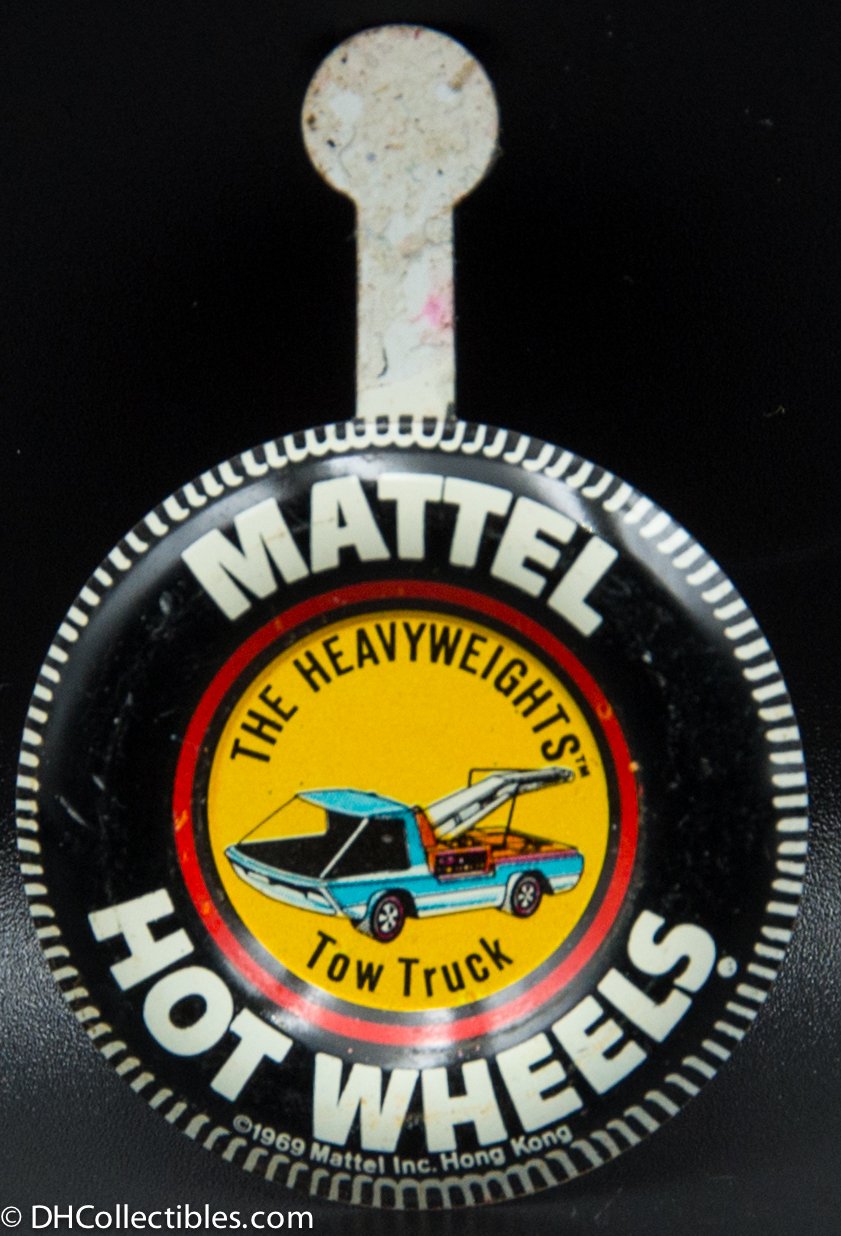 MATTEL
THE HEAVYWEIGHTS™
Tow Truck
HOT WHEELS®
©1969 Mattel Inc. Hong Kong
© DHCollectibles.com